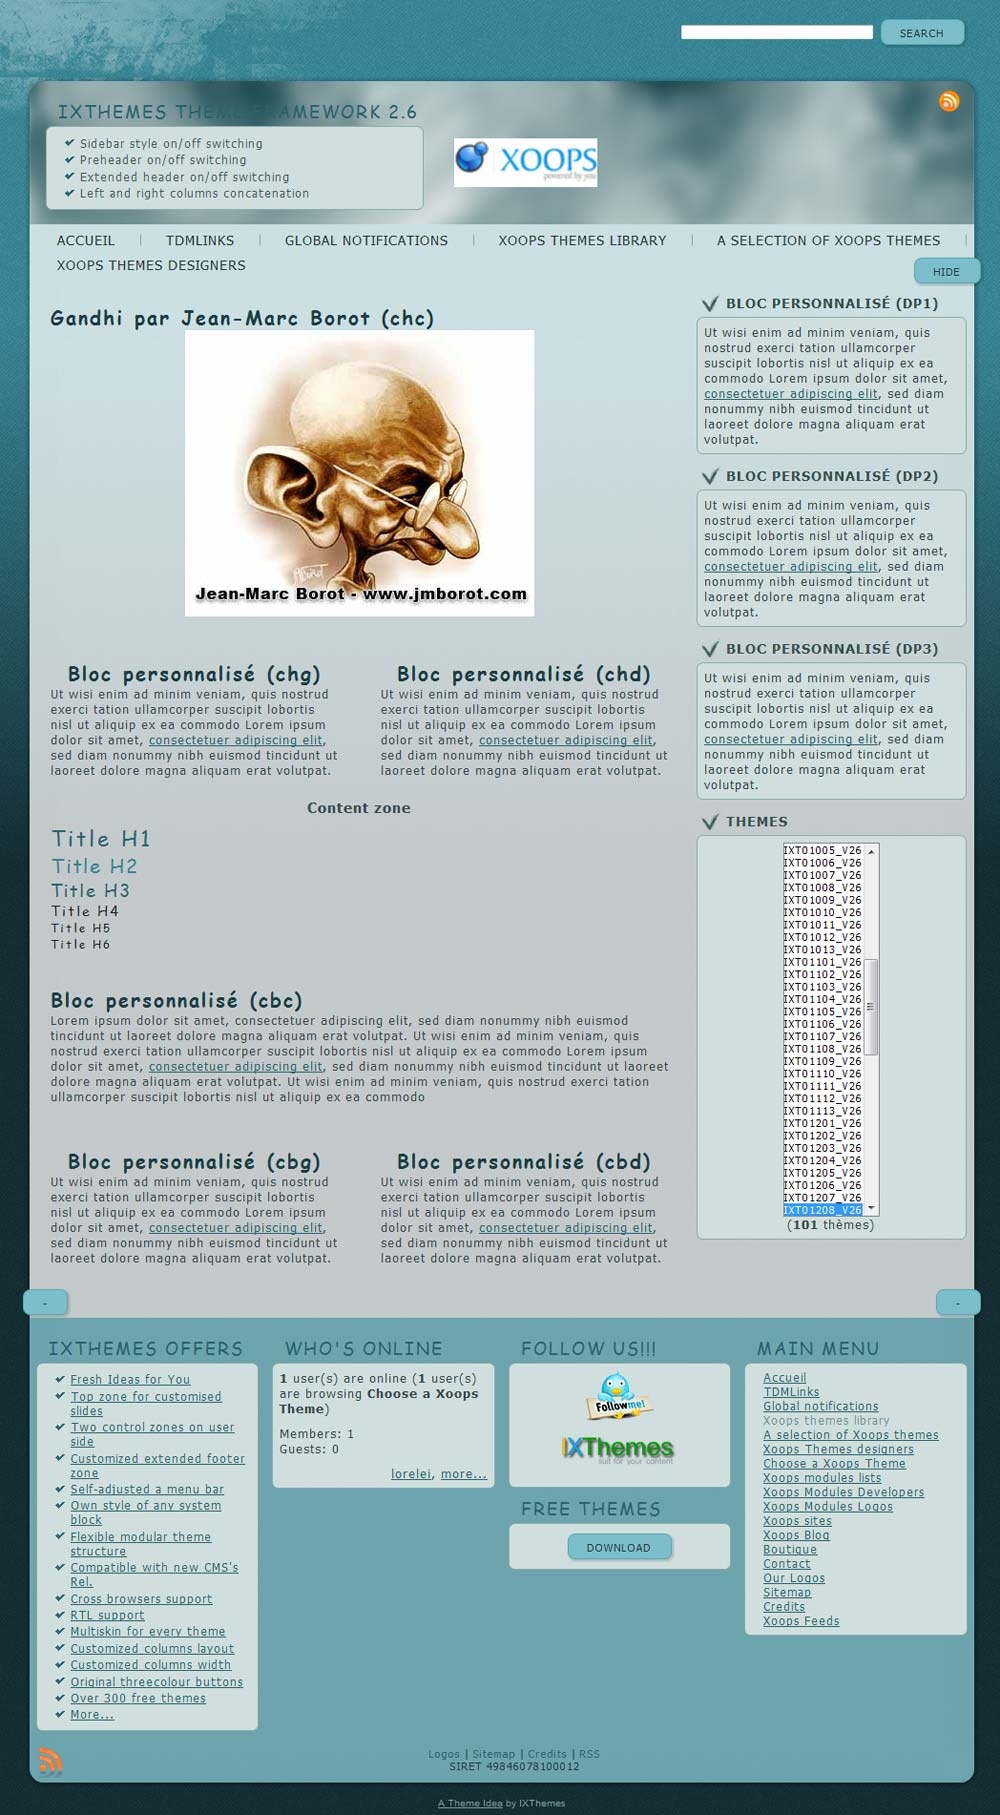 SEARCH
IXTHEMES THEME FRAMEWORK 2.6
Sidebar style on/off switching
Preheader on/off switching
Extended header on/off switching
Left and right columns concatenation
XOOPS
powered by you
ACCUEIL
TDMLINKS
GLOBAL NOTIFICATIONS
XOOPS THEMES LIBRARY
A SELECTION OF XOOPS THEMES
XOOPS THEMES DESIGNERS
HIDE
Gandhi par Jean-Marc Borot (chc)
Jean-Marc Borot - www.jmborot.com
Bloc personnalisé (chg)
Ut wisi enim ad minim veniam, quis nostrud
exerci tation ullamcorper suscipit lobortis
nisl ut aliquip ex ea commodo Lorem ipsum
dolor sit amet, consectetuer adipiscing elit,
sed diam nonummy nibh euismod tincidunt ut
laoreet dolore magna aliquam erat volutpat.
Bloc personnalisé (chd)
Ut wisi enim ad minim veniam, quis nostrud
exerci tation ullamcorper suscipit lobortis
nisl ut aliquip ex ea commodo Lorem ipsum
dolor sit amet, consectetuer adipiscing elit,
sed diam nonummy nibh euismod tincidunt ut
laoreet dolore magna aliquam erat volutpat.
Content zone
Title H1
Title H2
Title H3
Title H4
Title H5
Title H6
Bloc personnalisé (cbc)
Lorem ipsum dolor sit amet, consectetuer adipiscing elit, sed diam nonummy nibh euismod
tincidunt ut laoreet dolore magna aliquam erat volutpat. Ut wisi enim ad minim veniam, quis
nostrud exerci tation ullamcorper suscipit lobortis nisl ut aliquip ex ea commodo Lorem ipsum
dolor sit amet, consectetuer adipiscing elit, sed diam nonummy nibh euismod tincidunt ut laoreet
dolore magna aliquam erat volutpat. Ut wisi enim ad minim veniam, quis nostrud exerci tation
ullamcorper suscipit lobortis nisl ut aliquip ex ea commodo
Bloc personnalisé (cbg)
Ut wisi enim ad minim veniam, quis nostrud
exerci tation ullamcorper suscipit lobortis
nisl ut aliquip ex ea commodo Lorem ipsum
dolor sit amet, consectetuer adipiscing elit,
sed diam nonummy nibh euismod tincidunt ut
laoreet dolore magna aliquam erat volutpat.
Bloc personnalisé (cbd)
Ut wisi enim ad minim veniam, quis nostrud
exerci tation ullamcorper suscipit lobortis
nisl ut aliquip ex ea commodo Lorem ipsum
dolor sit amet, consectetuer adipiscing elit,
sed diam nonummy nibh euismod tincidunt ut
laoreet dolore magna aliquam erat volutpat.
BLOC PERSONNALISÉ (DP1)
Ut wisi enim ad minim veniam, quis
nostrud exerci tation ullamcorper
suscipit lobortis nisl ut aliquip ex ea
commodo Lorem ipsum dolor sit amet,
consectetuer adipiscing elit, sed diam
nonummy nibh euismod tincidunt ut
laoreet dolore magna aliquam erat
volutpat.
BLOC PERSONNALISÉ (DP2)
Ut wisi enim ad minim veniam, quis
nostrud exerci tation ullamcorper
suscipit lobortis nisl ut aliquip ex ea
commodo Lorem ipsum dolor sit amet,
consectetuer adipiscing elit, sed diam
nonummy nibh euismod tincidunt ut
laoreet dolore magna aliquam erat
volutpat.
BLOC PERSONNALISÉ (DP3)
Ut wisi enim ad minim veniam, quis
nostrud exerci tation ullamcorper
suscipit lobortis nisl ut aliquip ex ea
commodo Lorem ipsum dolor sit amet,
consectetuer adipiscing elit, sed diam
nonummy nibh euismod tincidunt ut
laoreet dolore magna aliquam erat
volutpat.
THEMES
IXT01005_V26
IXT01006_V26
IXT01007_V26
IXT01008_V26
IXT01009_V26
IXT01010_V26
IXT01011_V26
IXT01012_V26
IXT01013_V26
IXT01101_V26
IXT01102_V26
IXT01103_V26
IXT01104_V26
IXT01105_V26
IXT01106_V26
IXT01107_V26
IXT01108_V26
IXT01109_V26
IXT01110_V26
IXT01111_V26
IXT01112_V26
IXT01113_V26
IXT01201_V26
IXT01202_V26
IXT01203_V26
IXT01204_V26
IXT01205_V26
IXT01206_V26
IXT01207_V26
IXT01208_V26
(101 thèmes)
-
-
IXTHEMES OFFERS
Fresh Ideas for You
Top zone for customised
slides
Two control zones on user
side
Customized extended footer
zone
Self-adjusted a menu bar
Own style of any system
block
Flexible modular theme
structure
Compatible with new CMS's
Rel.
Cross browsers support
RTL support
Multiskin for every theme
Customized columns layout
Customized columns width
Original threecolour buttons
Over 300 free themes
More...
WHO'S ONLINE
1 user(s) are online (1 user(s)
are browsing Choose a Xoops
Theme)
Members: 1
Guests: 0
lorelei, more...
FOLLOW US!!!
Follow me!
IXThemes
suit for your content
FREE THEMES
DOWNLOAD
MAIN MENU
Accueil
TDMLinks
Global notifications
Xoops themes library
A selection of Xoops themes
Xoops Themes designers
Choose a Xoops Theme
Xoops modules lists
Xoops Modules Developers
Xoops Modules Logos
Xoops sites
Xoops Blog
Boutique
Contact
Our Logos
Sitemap
Credits
Xoops Feeds
Logos | Sitemap | Credits | RSS
SIRET 49846078100012
A Theme Idea by IXThemes